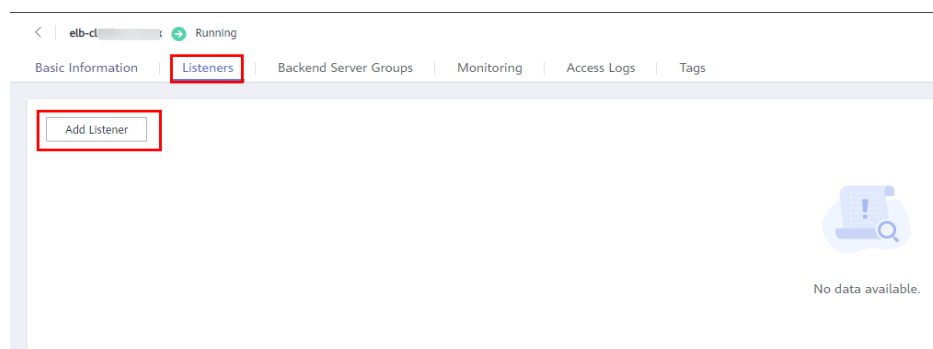 elb-cl Running
Basic Information Listeners Backend Server Groups Monitoring Access Logs Tags
Add Listener
No data available.